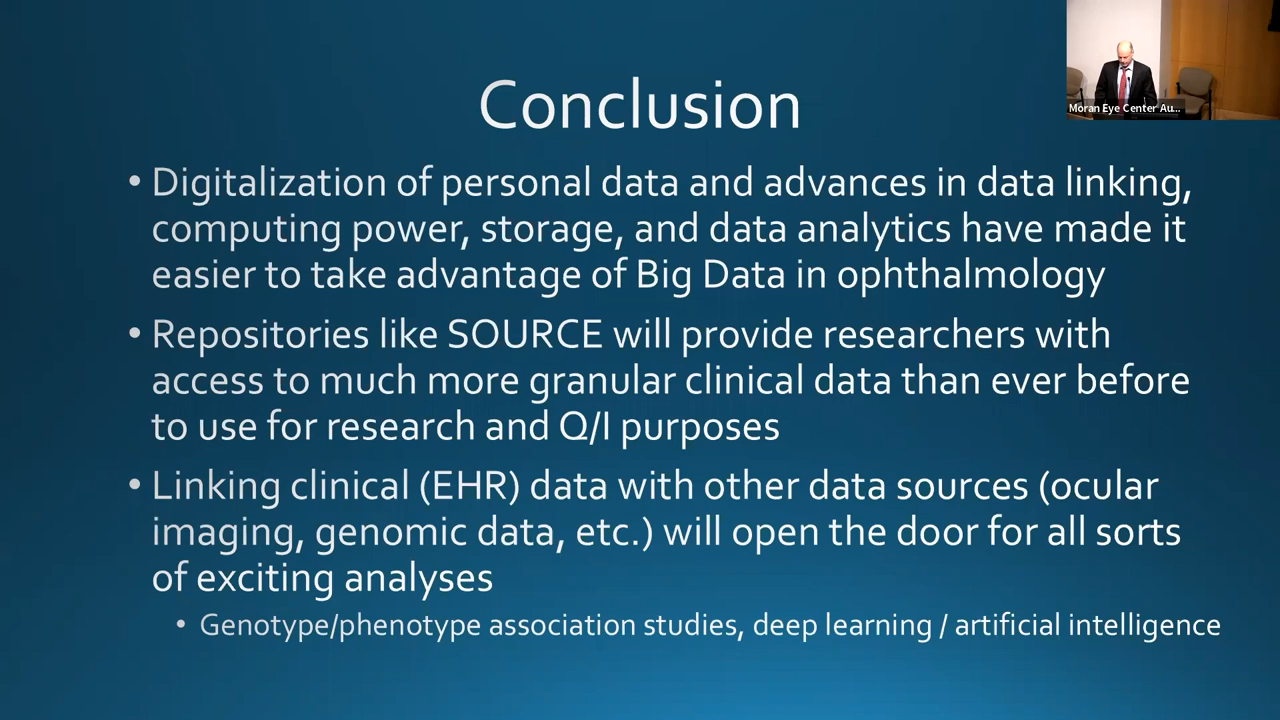 Conclusion
Moran Eye Center Au...
• Digitalization of personal data and advances in data linking,
computing power, storage, and data analytics have made it
easier to take advantage of Big Data in ophthalmology
• Repositories like SOURCE will provide researchers with
access to much more granular clinical data than ever before
to use for research and Q/I purposes
• Linking clinical (EHR) data with other data sources (ocular
imaging, genomic data, etc.) will open the door for all sorts
of exciting analyses
• Genotype/phenotype association studies, deep learning / artificial intelligence